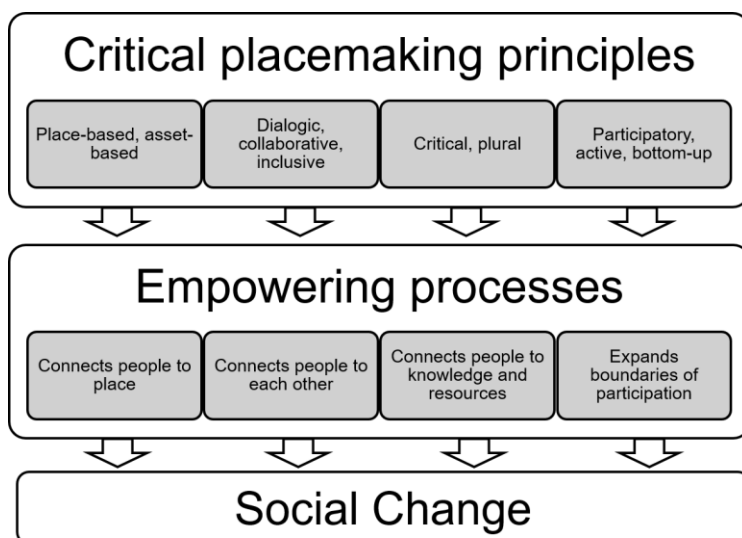 Critical placemaking principles
Place-based, asset-
based
Dialogic,
collaborative,
inclusive
Critical, plural
Participatory,
active, bottom-up
Empowering processes
Connects people to
place
Connects people to
each other
Connects people to
knowledge and
resources
Expands
boundaries of
participation
Social Change